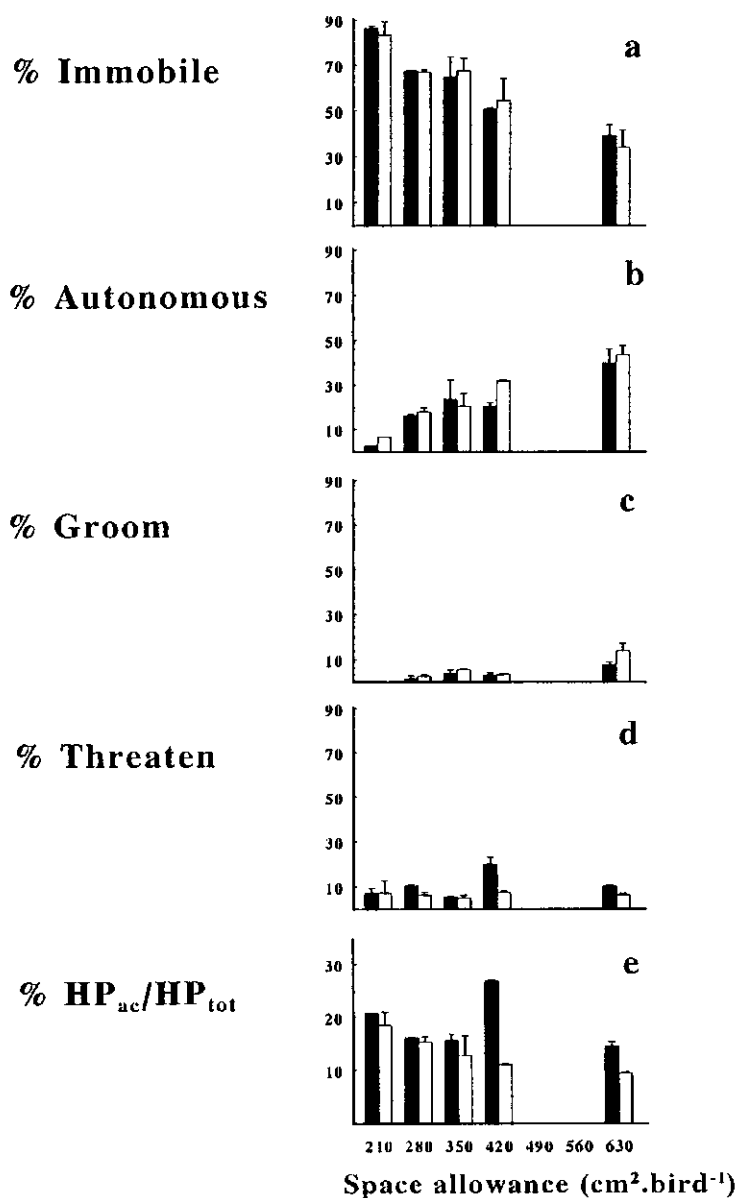 a
% Immobile
90
70
50
30
10
b
% Autonomous
90
70
50
30
10
c
% Groom
90
70
50
30
10
d
% Threaten
90
70
50
30
10
e
% HPac/HPtot
30
20
10
210 280 350 420 490 560 630
Space allowance (cm².bird⁻¹)